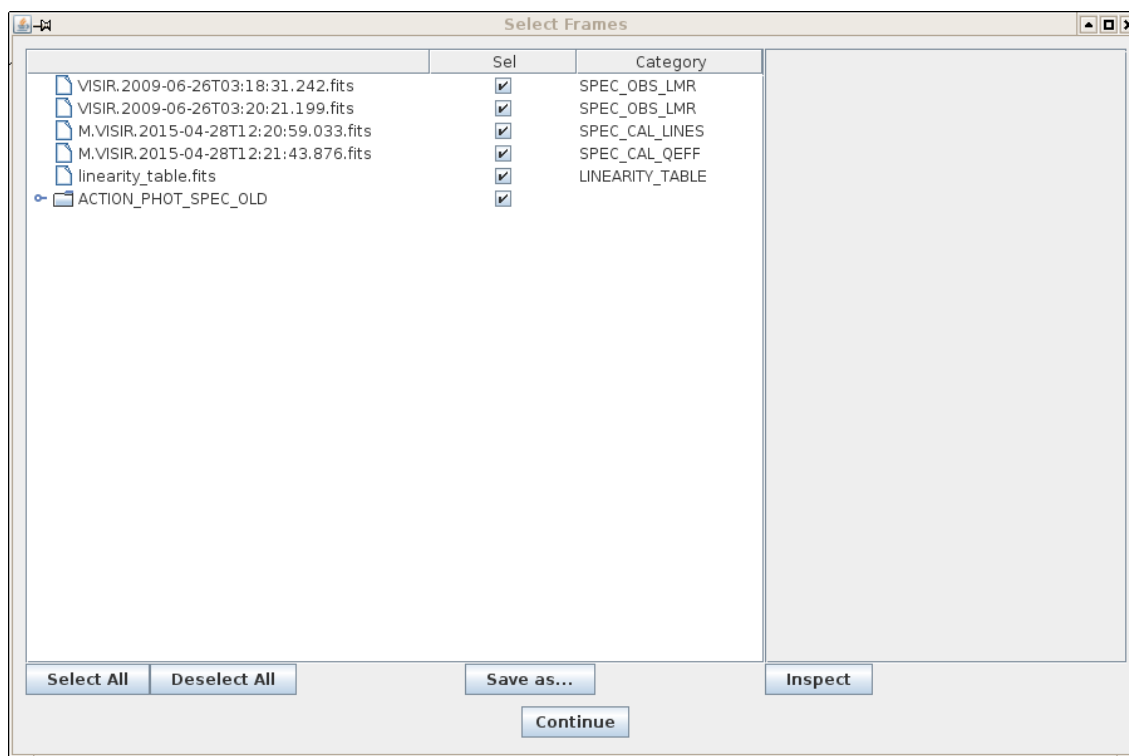 Select Frames
Sel Category
VISIR.2009-06-26T03:18:31.242.fits SPEC_OBS_LMR
VISIR.2009-06-26T03:20:21.199.fits SPEC_OBS_LMR
M.VISIR.2015-04-28T12:20:59.033.fits SPEC_CAL_LINES
M.VISIR.2015-04-28T12:21:43.876.fits SPEC_CAL_QEFF
linearity_table.fits LINEARITY_TABLE
ACTION_PHOT_SPEC_OLD
Select All Deselect All Save as... Inspect
Continue